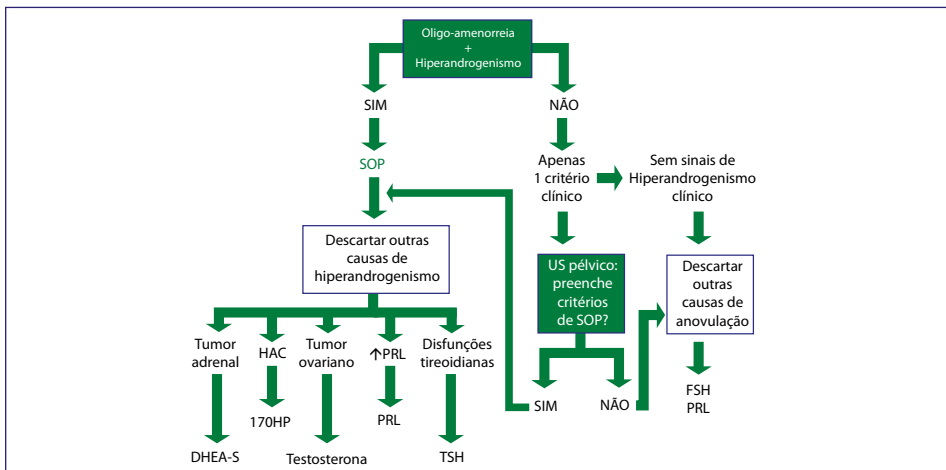 Oligo-amenorreia
+
Hiperandrogenismo
SIM
NÃO
SOP
Apenas
1 critério
clínico
Sem sinais de
Hiperandrogenismo
clínico
Descartar outras
causas de
hiperandrogenismo
US pélvico:
preenche
critérios
de SOP?
Descartar
outras
causas de
anovulação
Tumor
adrenal
HAC
Tumor
ovariano
↑PRL
Disfunções
tireoidianas
SIM
NÃO
FSH
PRL
170HP
PRL
DHEA-S
Testosterona
TSH